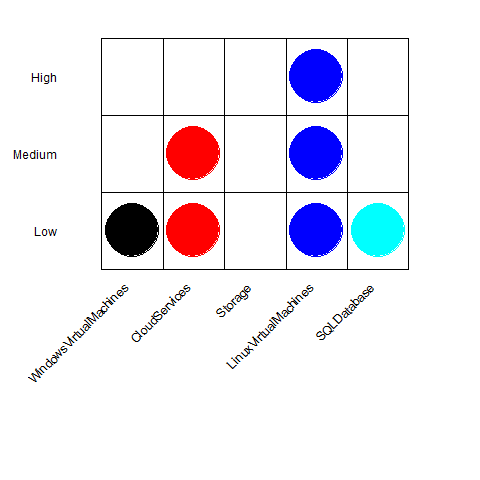 High
Medium
Low
WindowsVirtualMachines
CloudServices
Storage
LinuxVirtualMachines
SQLDatabase